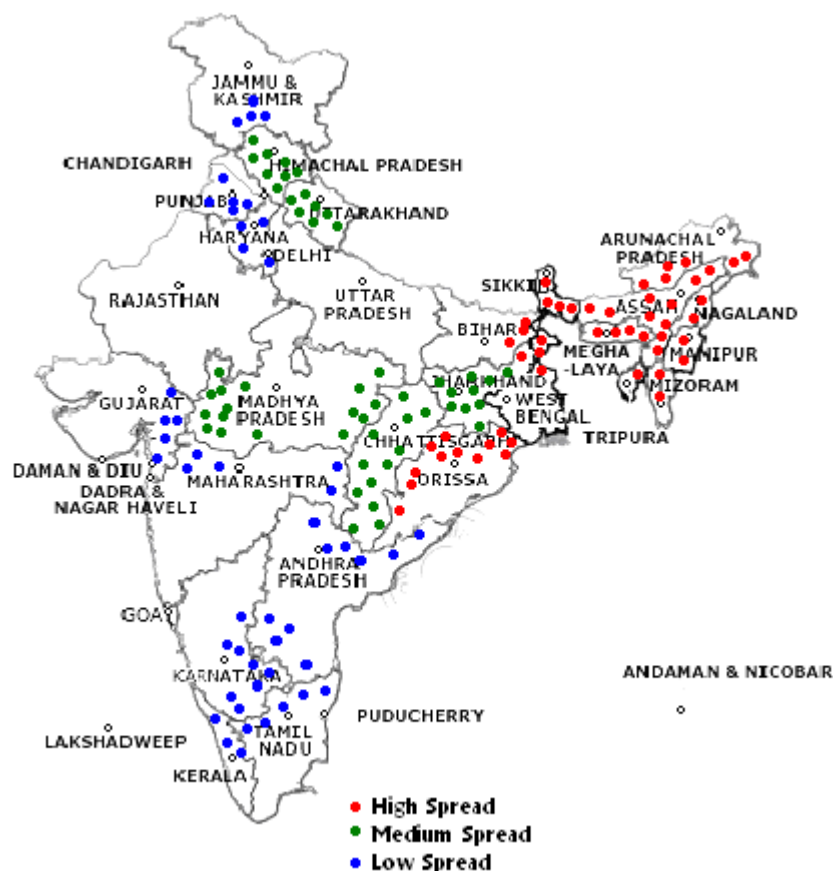 JAMMU &
KASHMIR
CHANDIGARH
HIMACHAL PRADESH
PUNJAB
UTTARAKHAND
HARYANA
DELHI
ARUNACHAL
PRADESH
SIKKIM
RAJASTHAN
UTTAR
PRADESH
ASSAM
NAGALAND
BIHAR
MEGHA
-LAYA
MANIPUR
JHARKHAND
MIZORAM
GUJARAT
MADHYA
PRADESH
WEST
BENGAL
CHHATTISGARH
TRIPURA
DAMAN & DIU
DADRA &
NAGAR HAVELI
MAHARASHTRA
ORISSA
ANDHRA
PRADESH
GOA
KARNATAKA
ANDAMAN & NICOBAR
PUDUCHERRY
LAKSHADWEEP
TAMIL
NADU
KERALA
High Spread
Medium Spread
Low Spread